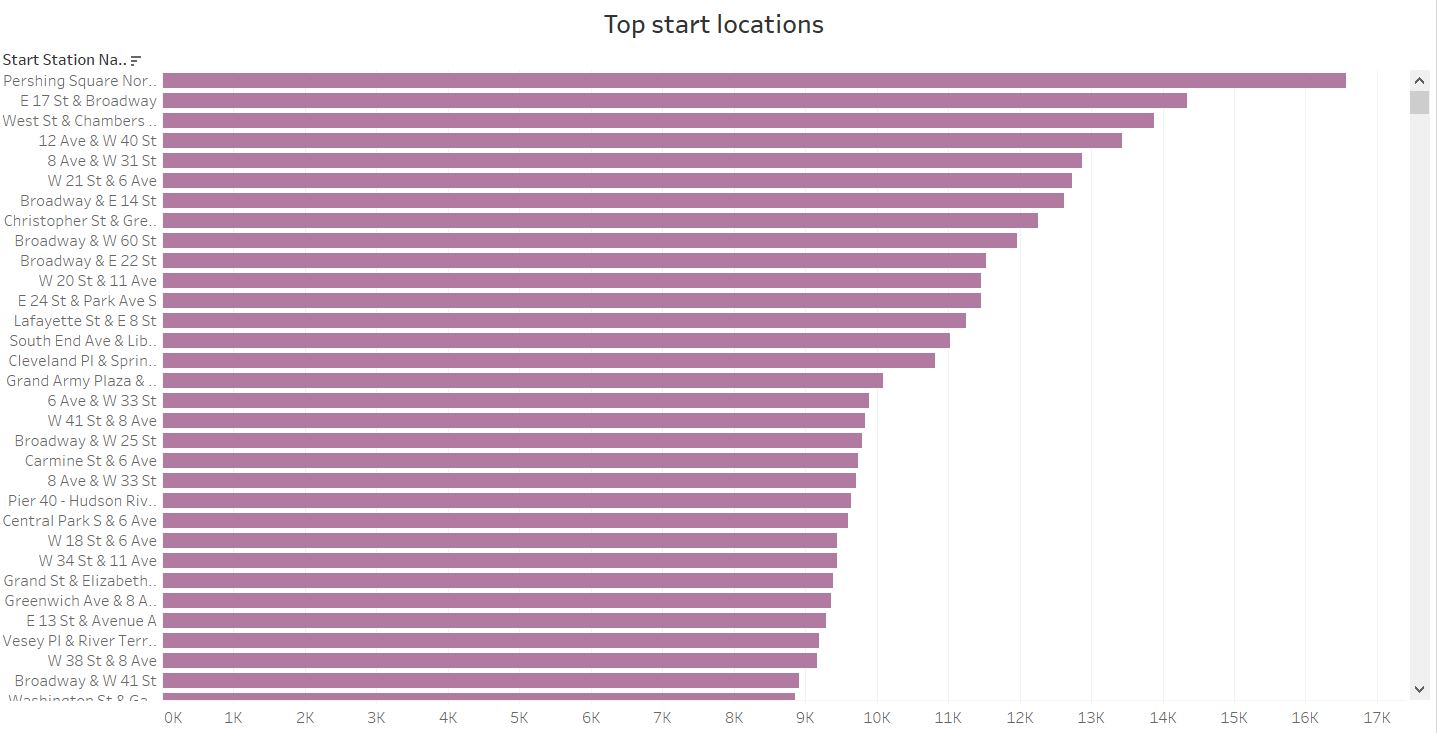 Top start locations
Start Station Na..
Pershing Square Nor..
E 17 St & Broadway
West St & Chambers ..
12 Ave & W 40 St
8 Ave & W 31 St
W 21 St & 6 Ave
Broadway & E 14 St
Christopher St & Gre..
Broadway & W 60 St
Broadway & E 22 St
W 20 St & 11 Ave
E 24 St & Park Ave S
Lafayette St & E 8 St
South End Ave & Lib..
Cleveland Pl & Sprin..
Grand Army Plaza & ..
6 Ave & W 33 St
W 41 St & 8 Ave
Broadway & W 25 St
Carmine St & 6 Ave
8 Ave & W 33 St
Pier 40 - Hudson Riv..
Central Park S & 6 Ave
W 18 St & 6 Ave
W 34 St & 11 Ave
Grand St & Elizabeth..
Greenwich Ave & 8 A..
E 13 St & Avenue A
Vesey Pl & River Terr..
W 38 St & 8 Ave
Broadway & W 41 St
Washington St & Ga..
0K 1K 2K 3K 4K 5K 6K 7K 8K 9K 10K 11K 12K 13K 14K 15K 16K 17K